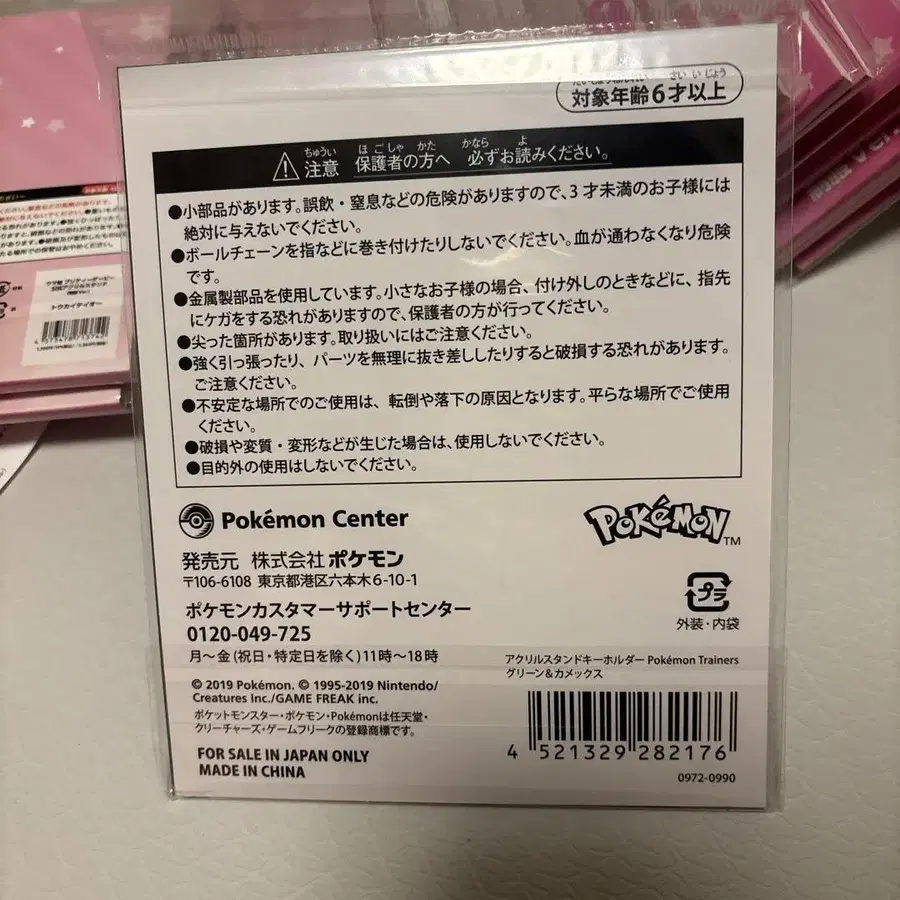 対象年齢6才以上
ちゅうい ほごしゃ かた かなら よ
注意 保護者の方へ 必ずお読みください。
●小部品があります。誤飲・窒息などの危険がありますので、3才未満のお子様には
絶対に与えないでください。
●ボールチェーンを指などに巻き付けたりしないでください。血が通わなくなり危険
です。
●金属製部品を使用しています。小さなお子様の場合、付け外しのときなどに、指先
にケガをする恐れがありますので、保護者の方が行ってください。
●尖った箇所があります。取り扱いにはご注意ください。
●強く引っ張ったり、パーツを無理に抜き差ししたりすると破損する恐れがあります。
ご注意ください。
●不安定な場所でのご使用は、転倒や落下の原因となります。平らな場所でご使用
ください。
●破損や変質・変形などが生じた場合は、使用しないでください。
●目的外の使用はしないでください。
Pokémon Center
POKéMON TM
発売元 株式会社ポケモン
〒106-6108 東京都港区六本木6-10-1
プラ
外装・内袋
ポケモンカスタマーサポートセンター
0120-049-725
月～金(祝日・特定日を除く)11時～18時
アクリルスタンドキーホルダー Pokémon Trainers
グリーン&カメックス
© 2019 Pokémon. © 1995-2019 Nintendo/
Creatures Inc./GAME FREAK inc.
ポケットモンスター・ポケモン・Pokémonは任天堂・
クリーチャーズ・ゲームフリークの登録商標です。
FOR SALE IN JAPAN ONLY
MADE IN CHINA
4 521329 282176
0972-0990
トウカイテイオー